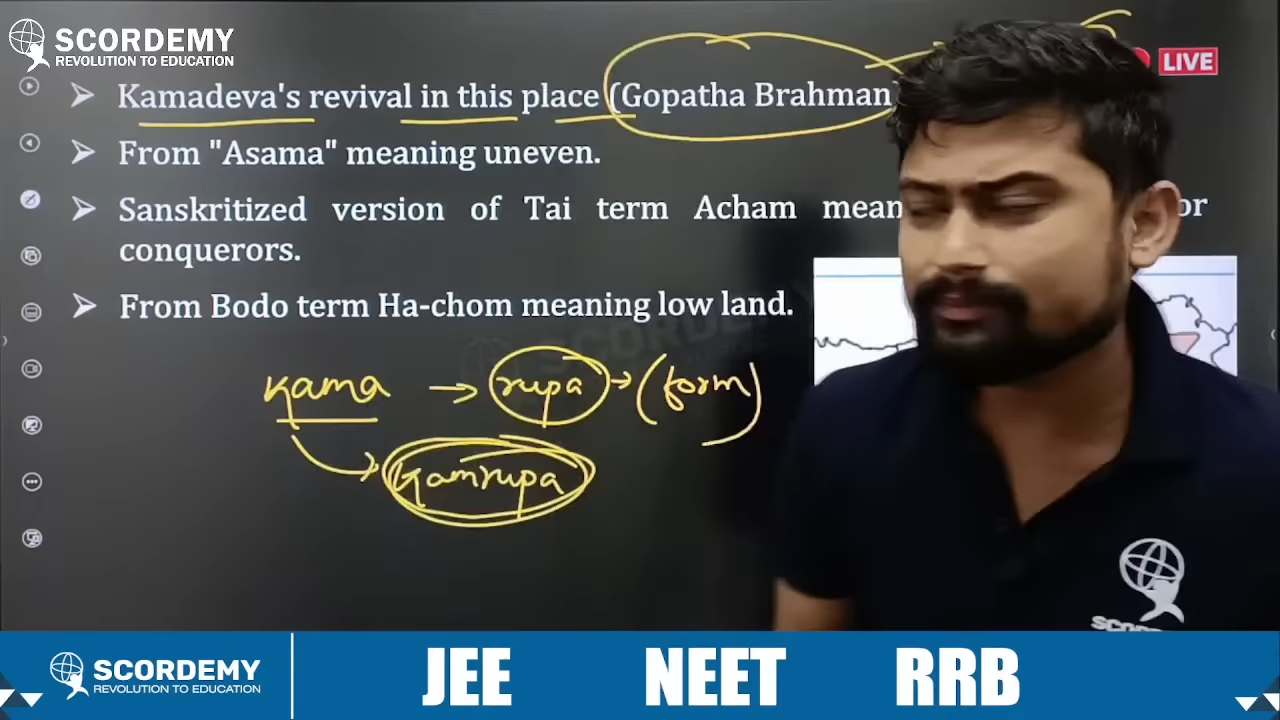 SCORDEMY
REVOLUTION TO EDUCATION
LIVE
➤ Kamadeva's revival in this place (Gopatha Brahman)
➤ From "Asama" meaning uneven.
➤ Sanskritized version of Tai term Acham mean or
conquerors.
➤ From Bodo term Ha-chom meaning low land.
Kama → rupa → (form)
Kamrupa
SCORDEMY
REVOLUTION TO EDUCATION
JEE NEET RRB